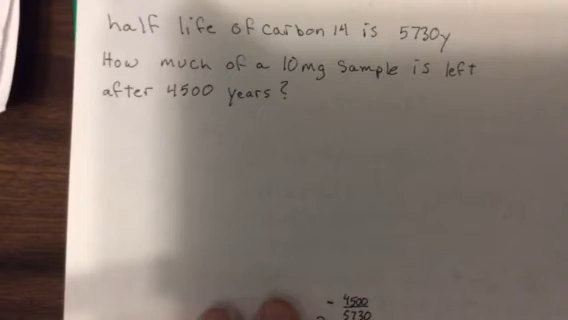 half life of carbon 14 is 5730y
How much of a 10mg sample is left
after 4500 years?
- 4500
5730